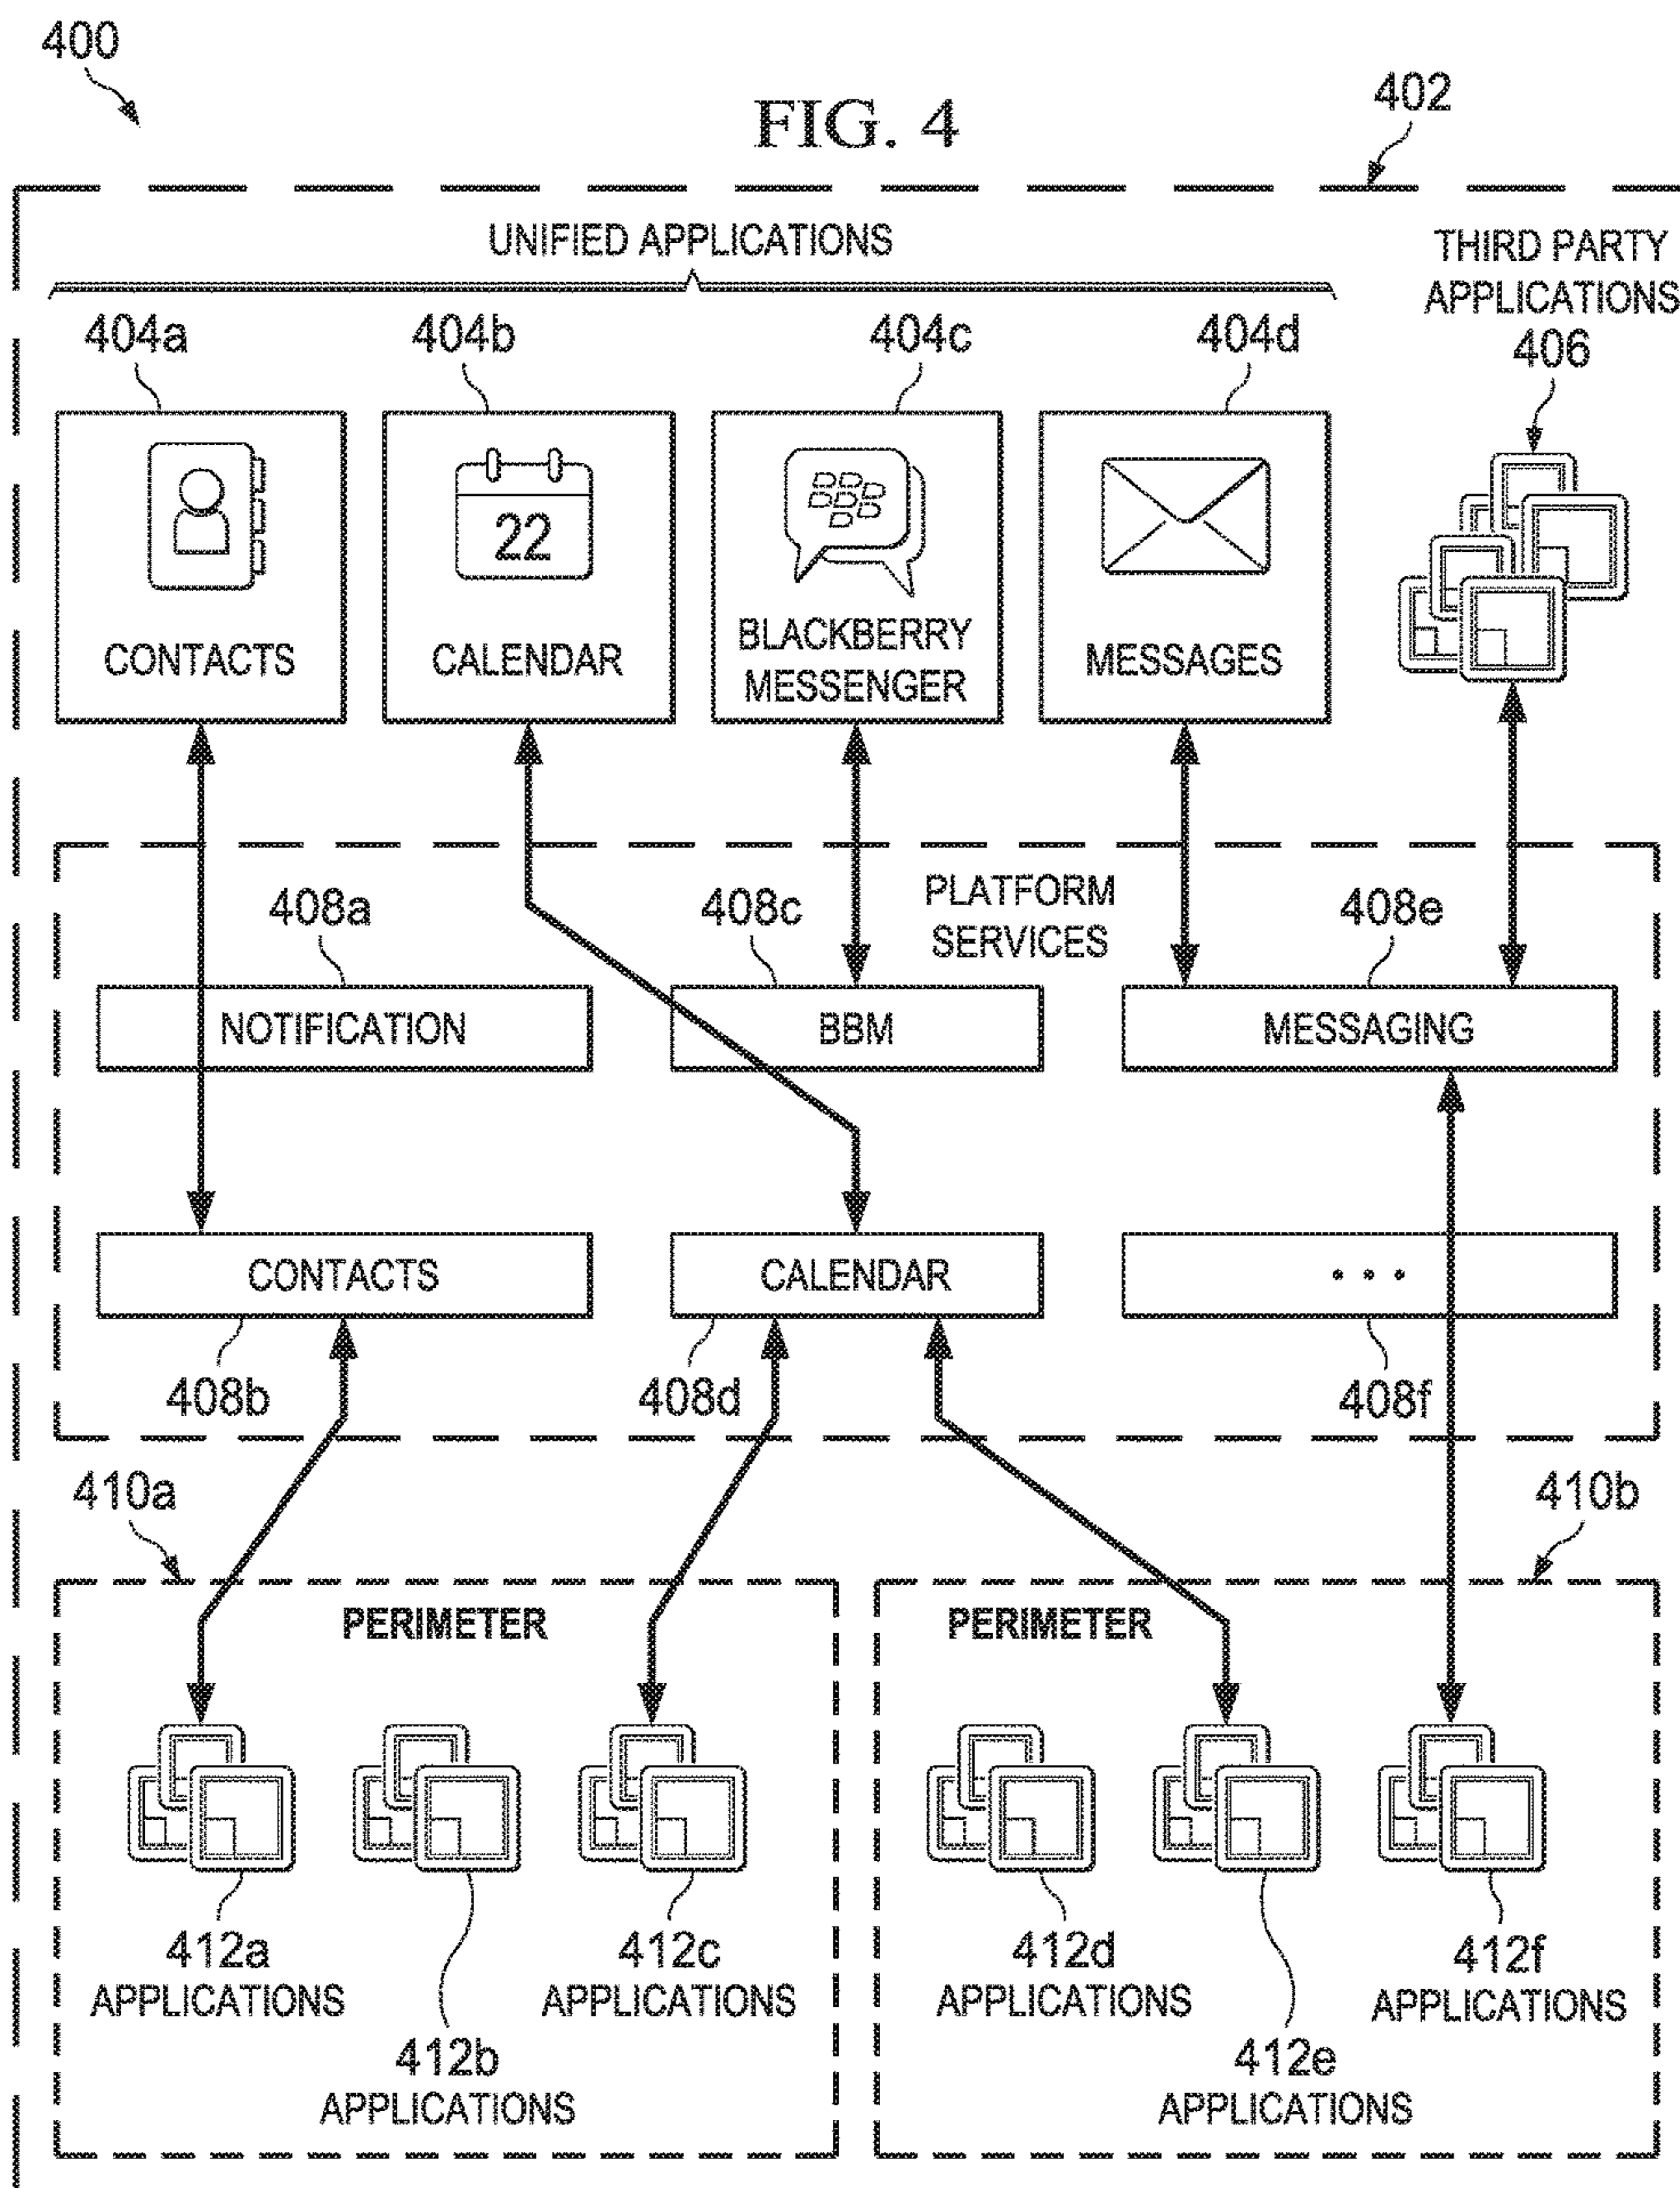 400
FIG. 4
402
UNIFIED APPLICATIONS
THIRD PARTY
APPLICATIONS
406
404a
404b
404c
404d
22
CONTACTS
CALENDAR
BLACKBERRY
MESSENGER
MESSAGES
PLATFORM
SERVICES
408a
408c
408e
NOTIFICATION
BBM
MESSAGING
CONTACTS
CALENDAR
...
408b
408d
408f
410a
410b
PERIMETER
PERIMETER
412a
APPLICATIONS
412b
APPLICATIONS
412c
APPLICATIONS
412d
APPLICATIONS
412e
APPLICATIONS
412f
APPLICATIONS